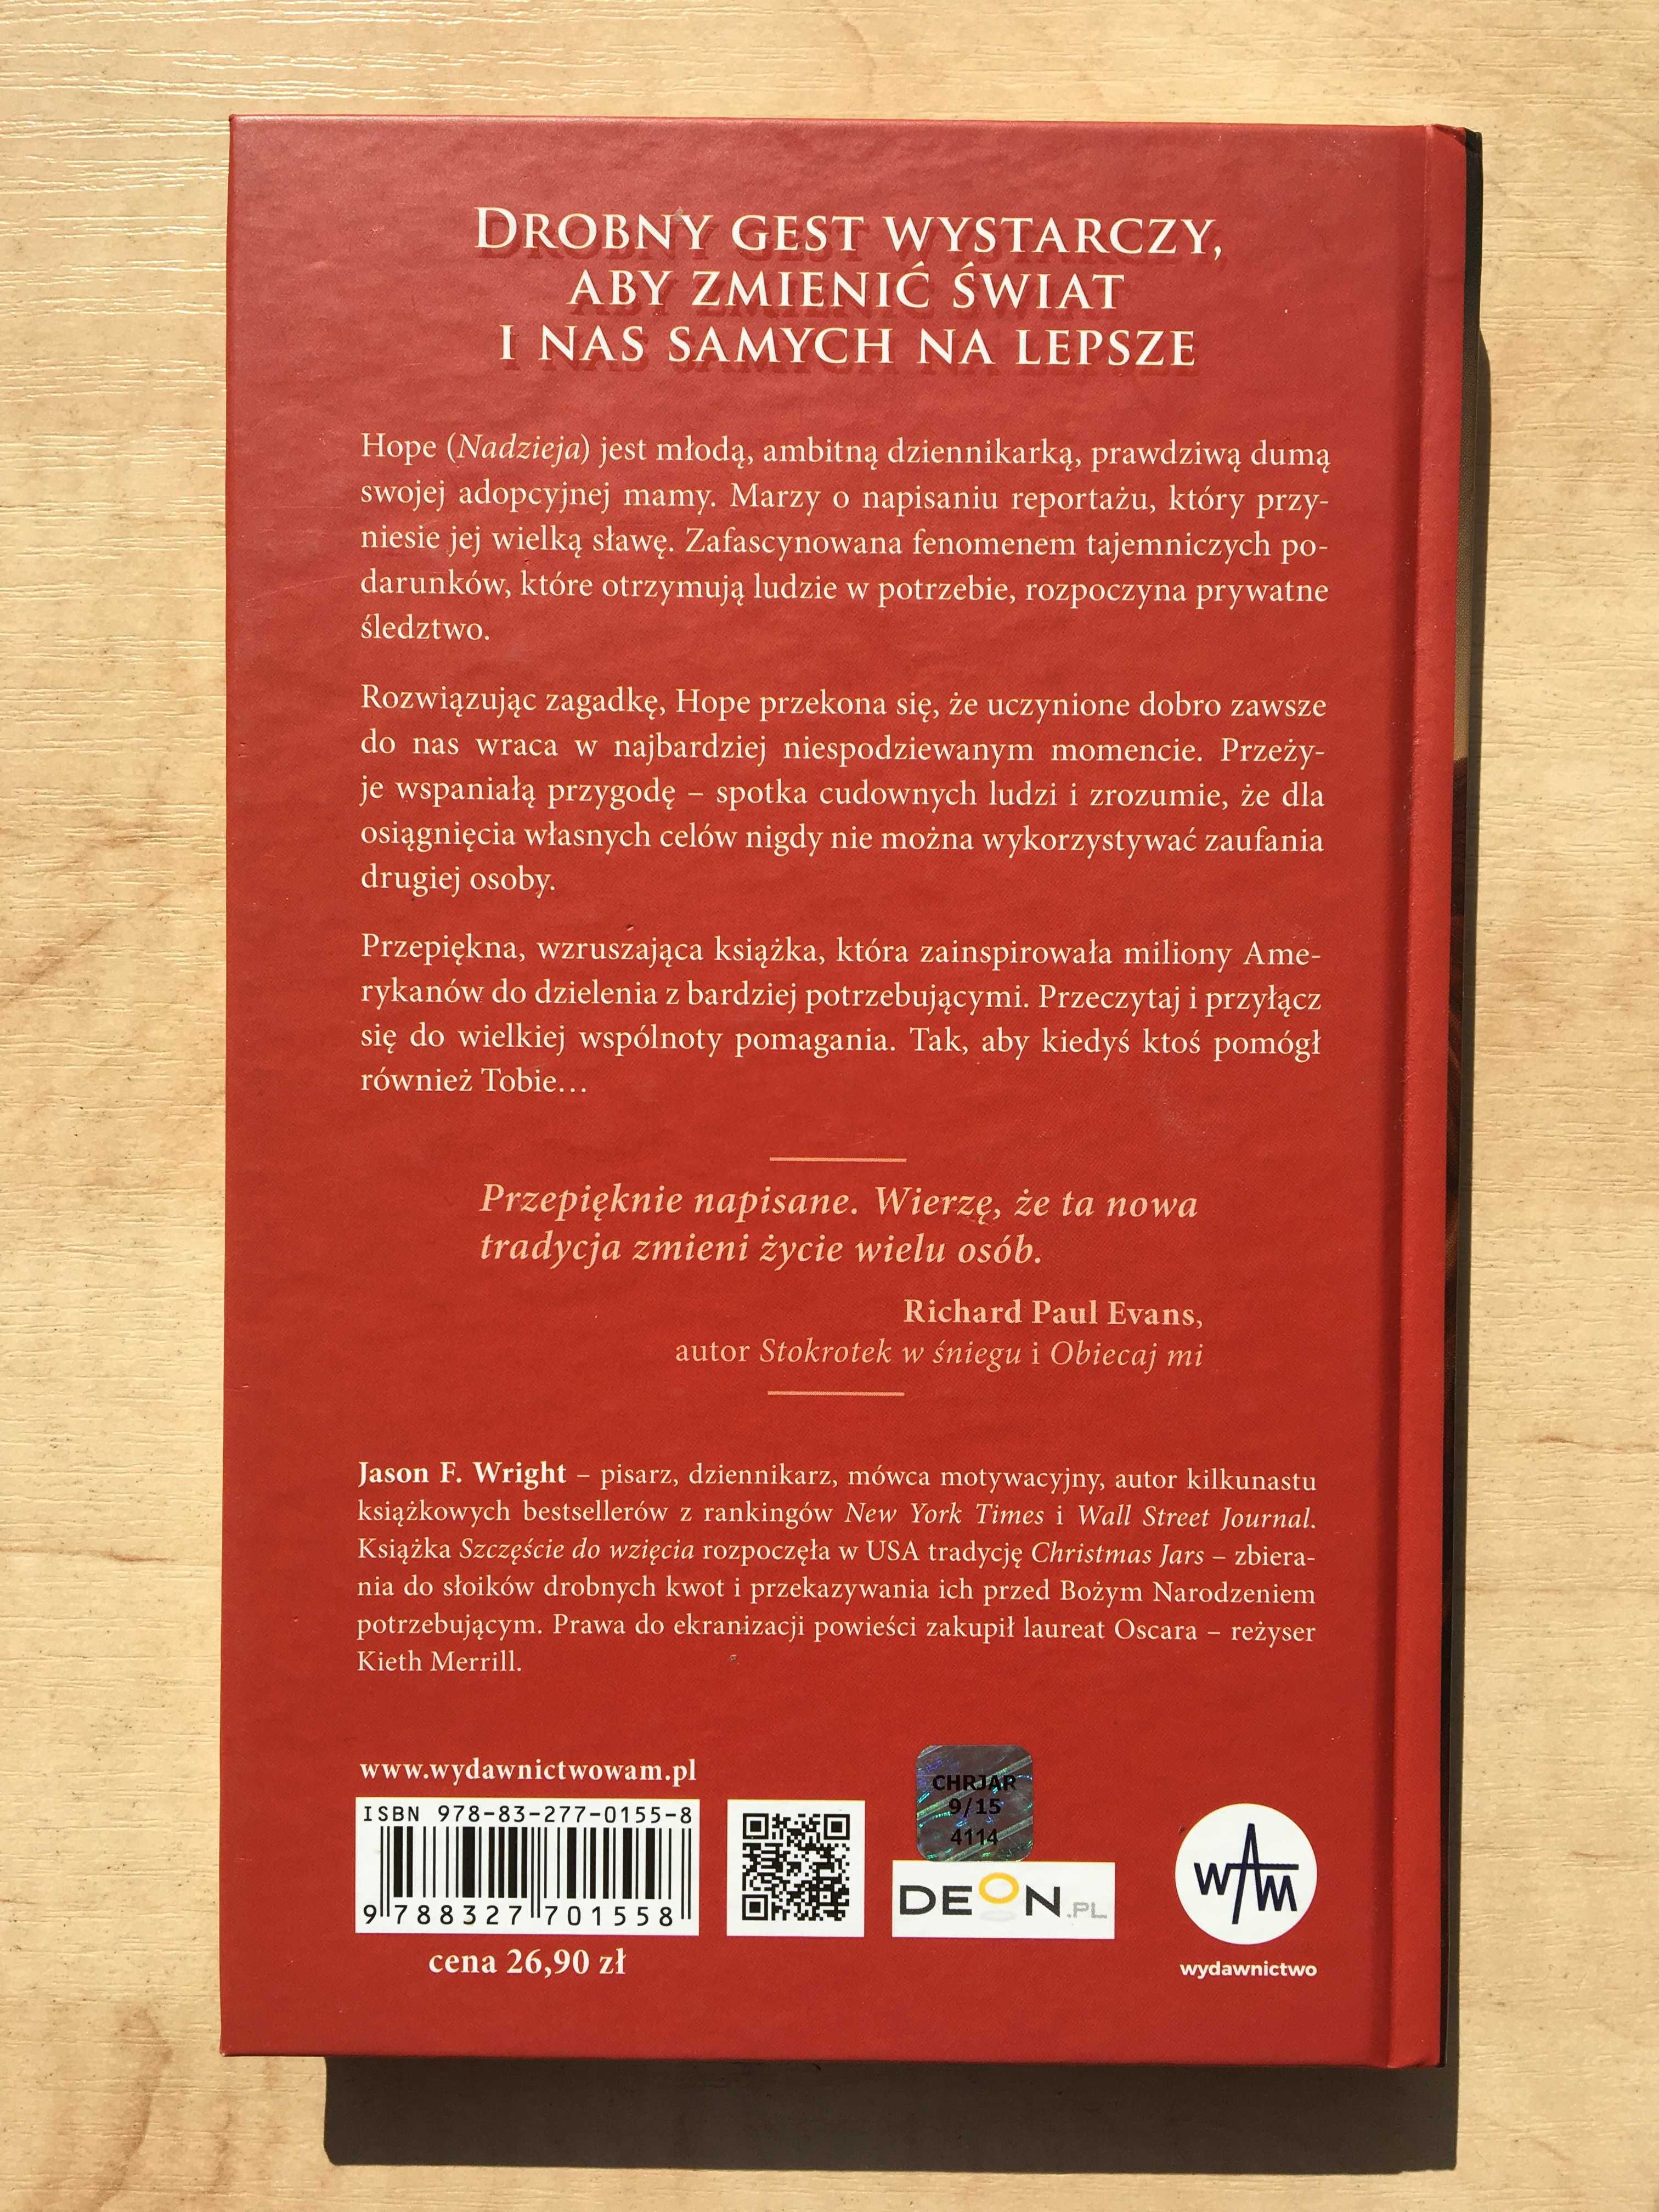 DROBNY GEST WYSTARCZY,
ABY ZMIENIĆ ŚWIAT
I NAS SAMYCH NA LEPSZE
Hope (Nadzieja) jest młodą, ambitną dziennikarką, prawdziwą dumą
swojej adopcyjnej mamy. Marzy o napisaniu reportażu, który przy-
niesie jej wielką sławę. Zafascynowana fenomenem tajemniczych po-
darunków, które otrzymują ludzie w potrzebie, rozpoczyna prywatne
śledztwo.
Rozwiązując zagadkę, Hope przekona się, że uczynione dobro zawsze
do nas wraca w najbardziej niespodziewanym momencie. Przeży-
je wspaniałą przygodę – spotka cudownych ludzi i zrozumie, że dla
osiągnięcia własnych celów nigdy nie można wykorzystywać zaufania
drugiej osoby.
Przepiękna, wzruszająca książka, która zainspirowała miliony Ame-
rykanów do dzielenia z bardziej potrzebującymi. Przeczytaj i przyłącz
się do wielkiej wspólnoty pomagania. Tak, aby kiedyś ktoś pomógł
również Tobie…
Przepięknie napisane. Wierzę, że ta nowa
tradycja zmieni życie wielu osób.
Richard Paul Evans,
autor Stokrotek w śniegu i Obiecaj mi
Jason F. Wright – pisarz, dziennikarz, mówca motywacyjny, autor kilkunastu
książkowych bestsellerów z rankingów New York Times i Wall Street Journal.
Książka Szczęście do wzięcia rozpoczęła w USA tradycję Christmas Jars – zbiera-
nia do słoików drobnych kwot i przekazywania ich przed Bożym Narodzeniem
potrzebującym. Prawa do ekranizacji powieści zakupił laureat Oscara – reżyser
Kieth Merrill.
www.wydawnictwowam.pl
ISBN 978-83-277-0155-8
9 788327 701558
cena 26,90 zł
CHRJAR
9/15
4114
DEON.PL
WAM
wydawnictwo